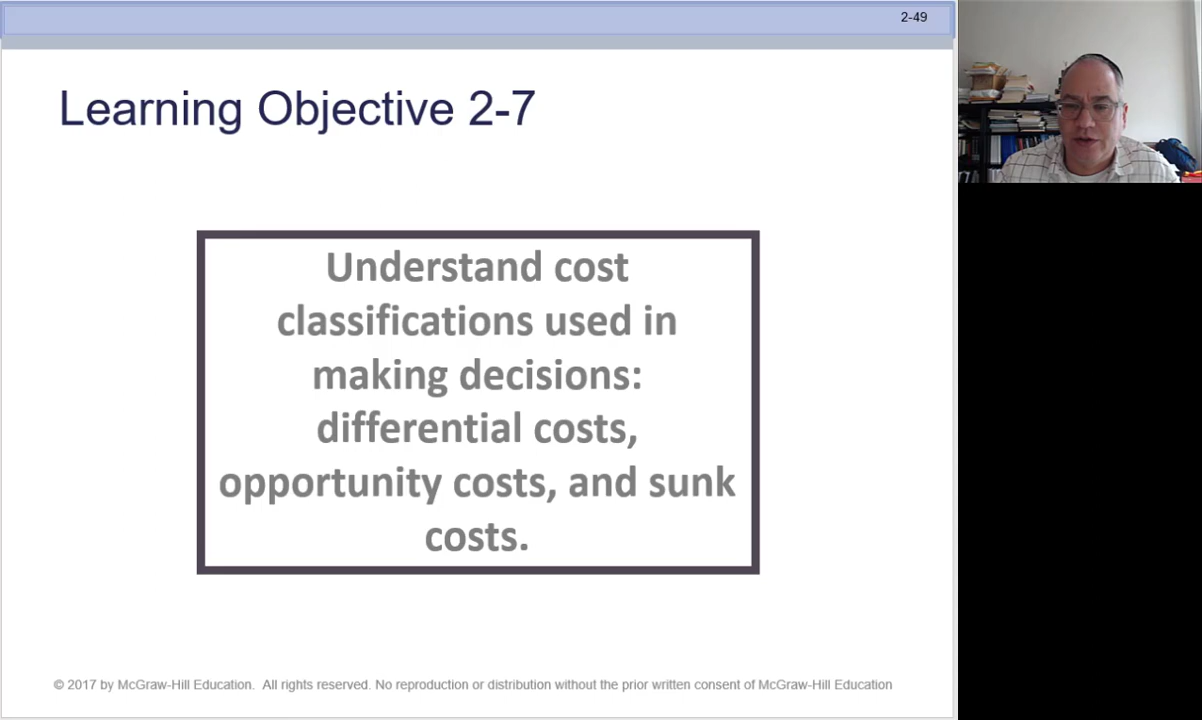 2-49
Learning Objective 2-7
Understand cost
classifications used in
making decisions:
differential costs,
opportunity costs, and sunk
costs.
© 2017 by McGraw-Hill Education. All rights reserved. No reproduction or distribution without the prior written consent of McGraw-Hill Education